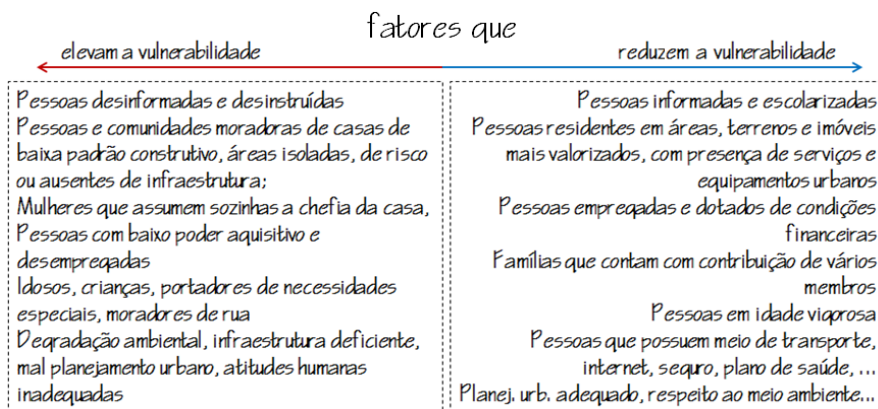 fatores que
elevam a vulnerabilidade
reduzem a vulnerabilidade
Pessoas desinformadas e desinstruídas
Pessoas e comunidades moradoras de casas de
baixa padrão construtivo, áreas isoladas, de risco
ou ausentes de infraestrutura;
Mulheres que assumem sozinhas a chefia da casa,
Pessoas com baixo poder aquisitivo e
desempregadas
Idosos, crianças, portadores de necessidades
especiais, moradores de rua
Degradação ambiental, infraestrutura deficiente,
mal planejamento urbano, atitudes humanas
inadequadas
Pessoas informadas e escolarizadas
Pessoas residentes em áreas, terrenos e imóveis
mais valorizados, com presença de serviços e
equipamentos urbanos
Pessoas empregadas e dotados de condições
financeiras
Famílias que contam com contribuição de vários
membros
Pessoas em idade vigorosa
Pessoas que possuem meio de transporte,
internet, seguro, plano de saúde, ...
Planej. urb. adequado, respeito ao meio ambiente...